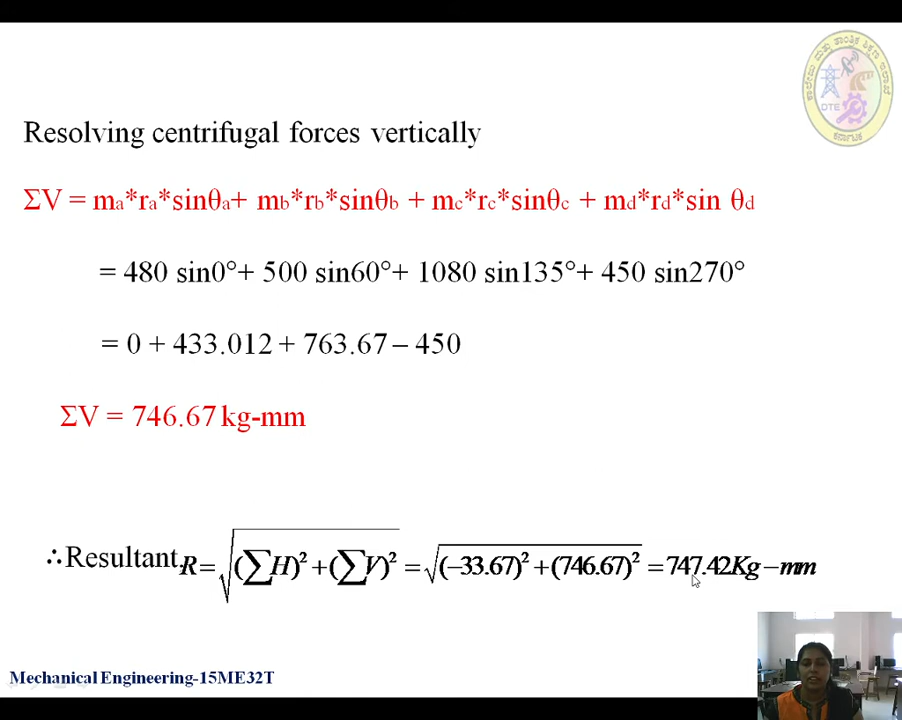 Resolving centrifugal forces vertically
ΣV = ma*ra*sinθa+ mb*rb*sinθb + mc*rc*sinθc + md*rd*sin θd
= 480 sin0°+ 500 sin60°+ 1080 sin135°+ 450 sin270°
= 0 + 433.012 + 763.67 – 450
ΣV = 746.67 kg-mm
∴Resultant, R=√(∑H)²+(∑V)² =√(−33.67)²+(746.67)² =747.42Kg−mm
Mechanical Engineering-15ME32T
DTE